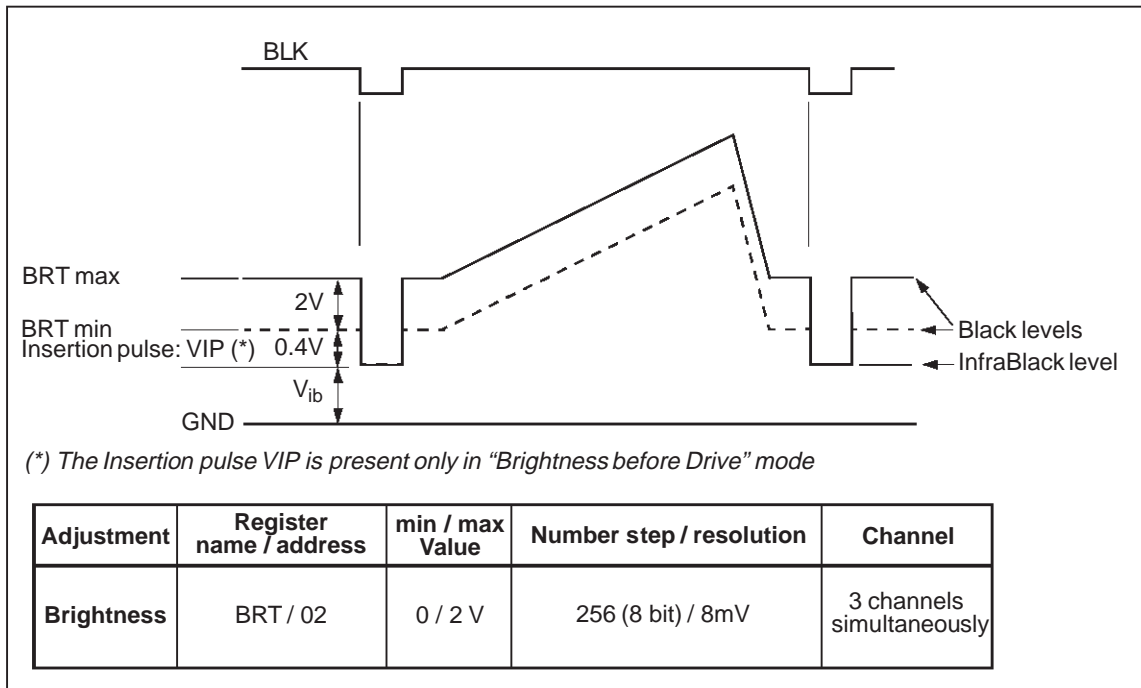 BLK
BRT max
2V
BRT min
Insertion pulse: VIP (*) 0.4V
Black levels
InfraBlack level
Vib
GND
(*) The Insertion pulse VIP is present only in “Brightness before Drive” mode
Adjustment Register name / address min / max Value Number step / resolution Channel
Brightness BRT / 02 0 / 2 V 256 (8 bit) / 8mV 3 channels simultaneously